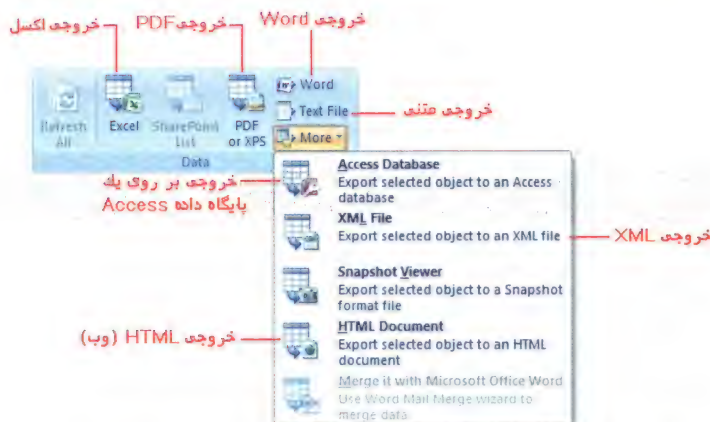 خروجی Word
خروجی PDF
خروجی اکسل
Word
Text File
خروجی متنی
Refresh All
Excel
SharePoint List
PDF or XPS
More
Data
Access Database
Export selected object to an Access
database
خروجی بر روی یك
پایگاه داده Access
XML File
Export selected object to an XML file
خروجی XML
Snapshot Viewer
Export selected object to a Snapshot
format file
HTML Document
Export selected object to an HTML
document
خروجی HTML (وب)
Merge it with Microsoft Office Word
Use Word Mail Merge wizard to
merge data